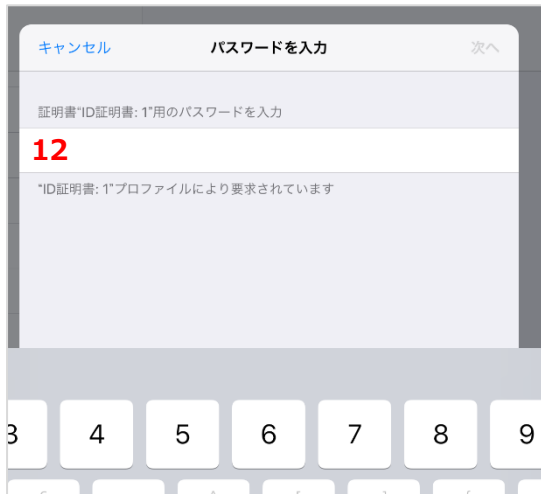 キャンセル パスワードを入力 次へ
証明書“ID証明書: 1”用のパスワードを入力
12
“ID証明書: 1”プロファイルにより要求されています
3 4 5 6 7 8 9